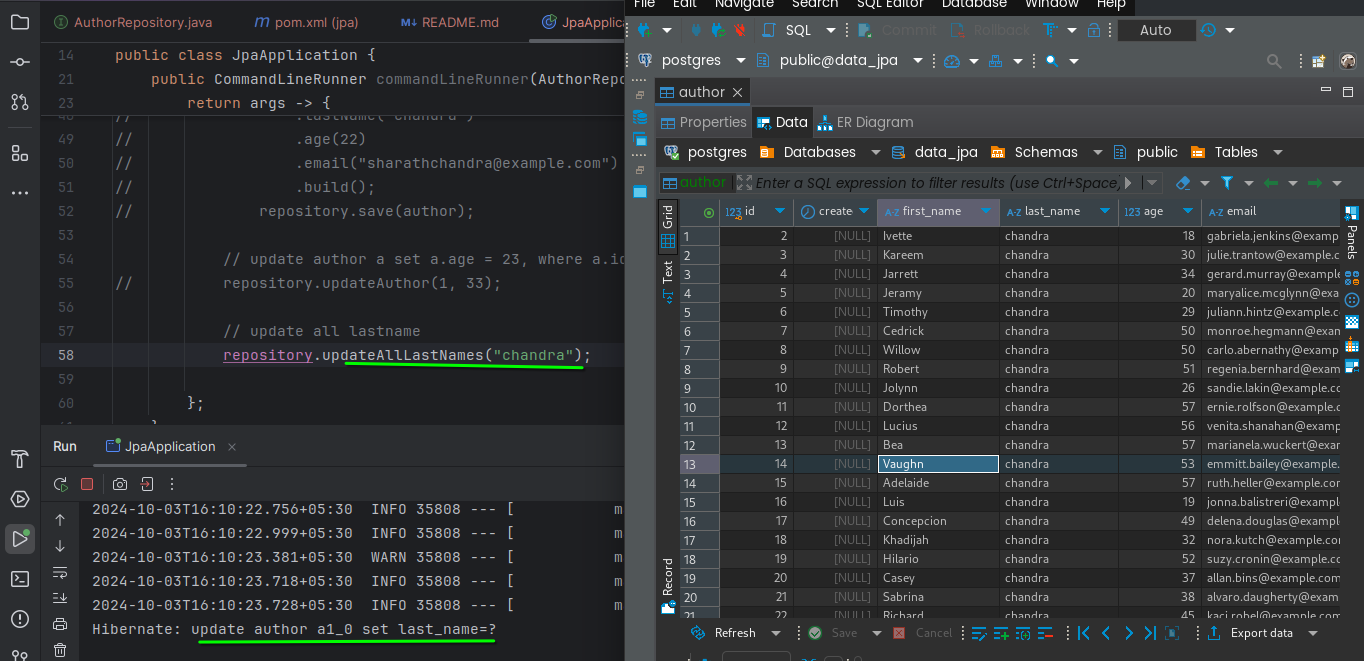 AuthorRepository.java
pom.xml (jpa)
README.md
JpaApplic
14 public class JpaApplication {
21 public CommandLineRunner commandLineRunner(AuthorRepo
23 return args -> {
49 // .age(22)
50 // .email("sharathchandra@example.com")
51 // .build();
52 // repository.save(author);
53
54 // update author a set a.age = 23, where a.id
55 // repository.updateAuthor(1, 33);
56
57 // update all lastname
58 repository.updateAllLastNames("chandra");
59
60 };
Run JpaApplication
2024-10-03T16:10:22.756+05:30 INFO 35808 --- [ m
2024-10-03T16:10:22.999+05:30 INFO 35808 --- [ m
2024-10-03T16:10:23.381+05:30 WARN 35808 --- [ m
2024-10-03T16:10:23.718+05:30 INFO 35808 --- [ m
2024-10-03T16:10:23.728+05:30 INFO 35808 --- [ m
Hibernate: update author a1_0 set last_name=?
File Edit Navigate Search SQL Editor Database Window Help
SQL Commit Rollback Auto
postgres public@data_jpa
author
Properties Data ER Diagram
postgres Databases data_jpa Schemas public Tables
author Enter a SQL expression to filter results (use Ctrl+Space)
Grid
Text
Record
Panels
123 id create A-Z first_name A-Z last_name 123 age A-Z email
1 2 [NULL] Ivette chandra 18 gabriela.jenkins@examp
2 3 [NULL] Kareem chandra 30 julie.trantow@example.c
3 4 [NULL] Jarrett chandra 34 gerard.murray@example
4 5 [NULL] Jeramy chandra 20 maryalice.mcglynn@exa
5 6 [NULL] Timothy chandra 29 juliann.hintz@example.c
6 7 [NULL] Cedrick chandra 50 monroe.hegmann@exam
7 8 [NULL] Willow chandra 50 carlo.abernathy@examp
8 9 [NULL] Robert chandra 51 regenia.bernhard@exam
9 10 [NULL] Jolynn chandra 26 sandie.lakin@example.co
10 11 [NULL] Dorthea chandra 57 ernie.rolfson@example.c
11 12 [NULL] Lucius chandra 56 venita.shanahan@examp
12 13 [NULL] Bea chandra 57 marianela.wuckert@exar
13 14 [NULL] Vaughn chandra 53 emmitt.bailey@example.
14 15 [NULL] Adelaide chandra 57 ruth.heller@example.com
15 16 [NULL] Luis chandra 19 jonna.balistreri@example
16 17 [NULL] Concepcion chandra 49 delena.douglas@example
17 18 [NULL] Khadijah chandra 32 nora.kutch@example.cor
18 19 [NULL] Hilario chandra 52 suzy.cronin@example.co
19 20 [NULL] Casey chandra 37 allan.bins@example.com
20 21 [NULL] Sabrina chandra 38 alvaro.daugherty@exam
21 22 [NULL] Richard chandra 45 kaci.robel@example.com
Refresh Save Cancel Export data